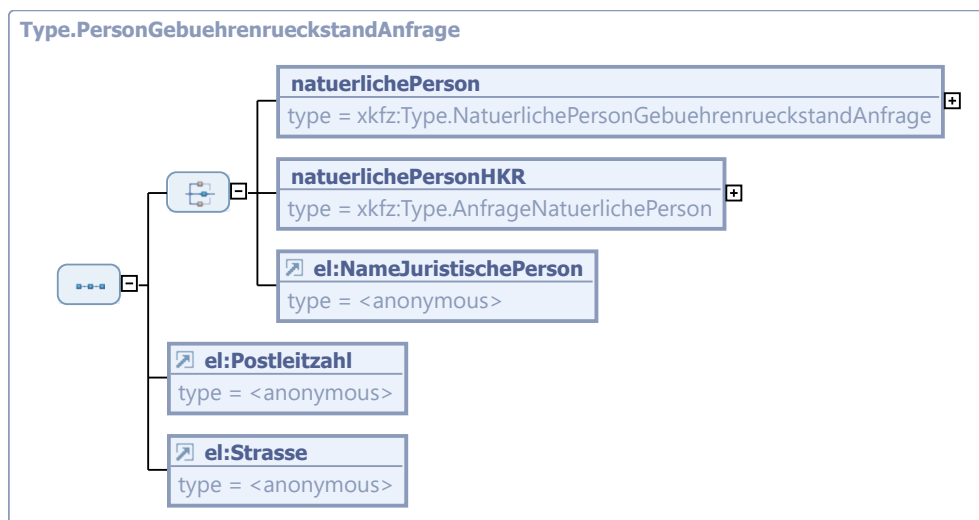 Type.PersonGebuehrenrueckstandAnfrage
natuerlichePerson
type = xkfz:Type.NatuerlichePersonGebuehrenrueckstandAnfrage
natuerlichePersonHKR
type = xkfz:Type.AnfrageNatuerlichePerson
el:NameJuristischePerson
type = <anonymous>
el:Postleitzahl
type = <anonymous>
el:Strasse
type = <anonymous>